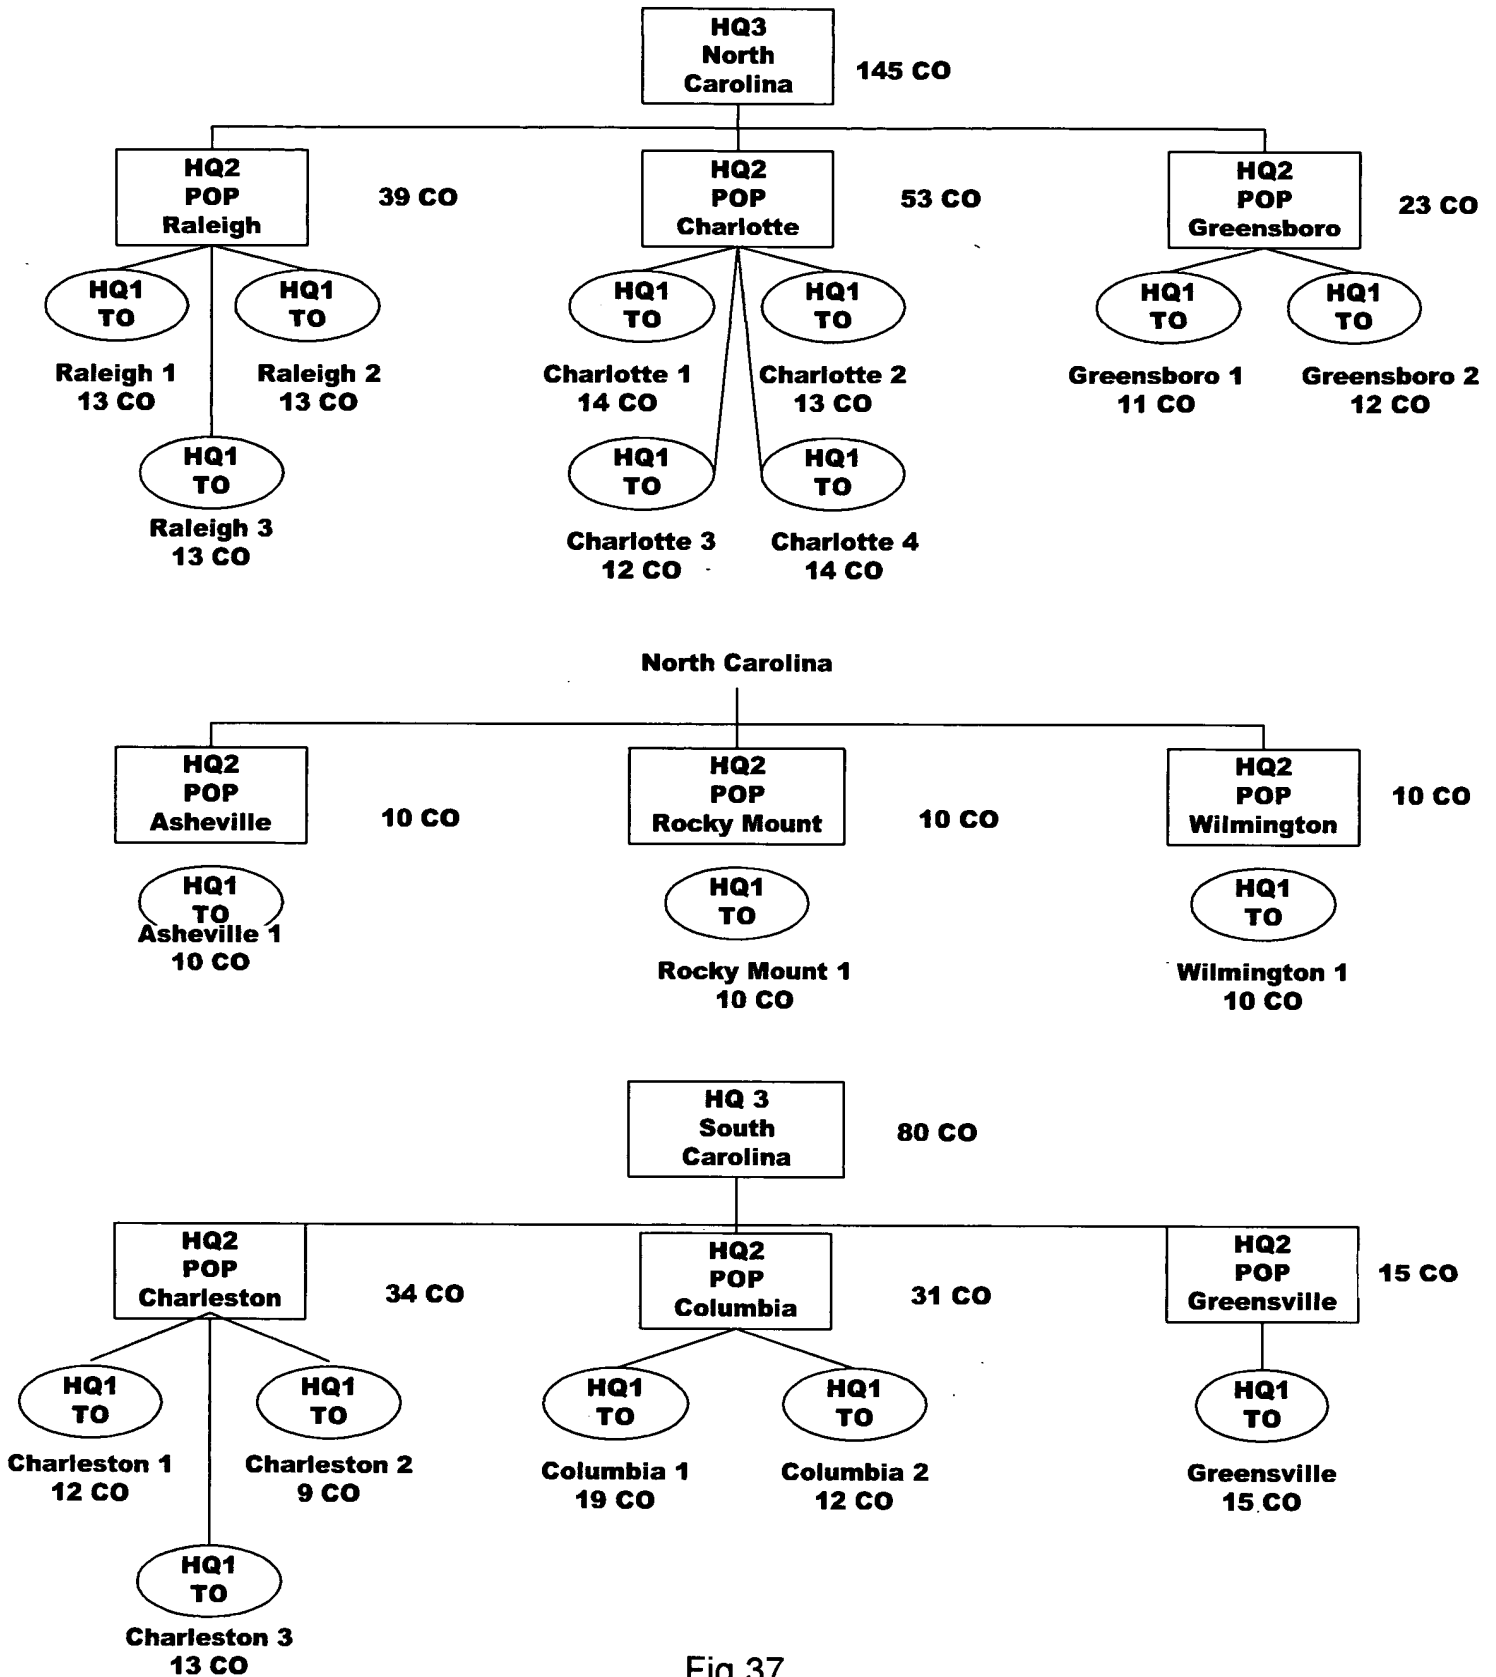 HQ3
North
Carolina
145 CO
HQ2
POP
Raleigh
39 CO
HQ2
POP
Charlotte
53 CO
HQ2
POP
Greensboro
23 CO
HQ1
TO
HQ1
TO
HQ1
TO
HQ1
TO
HQ1
TO
HQ1
TO
Raleigh 1
13 CO
Raleigh 2
13 CO
Charlotte 1
14 CO
Charlotte 2
13 CO
Greensboro 1
11 CO
Greensboro 2
12 CO
HQ1
TO
HQ1
TO
HQ1
TO
Raleigh 3
13 CO
Charlotte 3
12 CO
Charlotte 4
14 CO
North Carolina
HQ2
POP
Asheville
10 CO
HQ2
POP
Rocky Mount
10 CO
HQ2
POP
Wilmington
10 CO
HQ1
TO
Asheville 1
10 CO
HQ1
TO
Rocky Mount 1
10 CO
HQ1
TO
Wilmington 1
10 CO
HQ 3
South
Carolina
80 CO
HQ2
POP
Charleston
34 CO
HQ2
POP
Columbia
31 CO
HQ2
POP
Greensville
15 CO
HQ1
TO
HQ1
TO
HQ1
TO
HQ1
TO
HQ1
TO
Charleston 1
12 CO
Charleston 2
9 CO
Columbia 1
19 CO
Columbia 2
12 CO
Greensville
15 CO
HQ1
TO
Charleston 3
13 CO
Fig 37